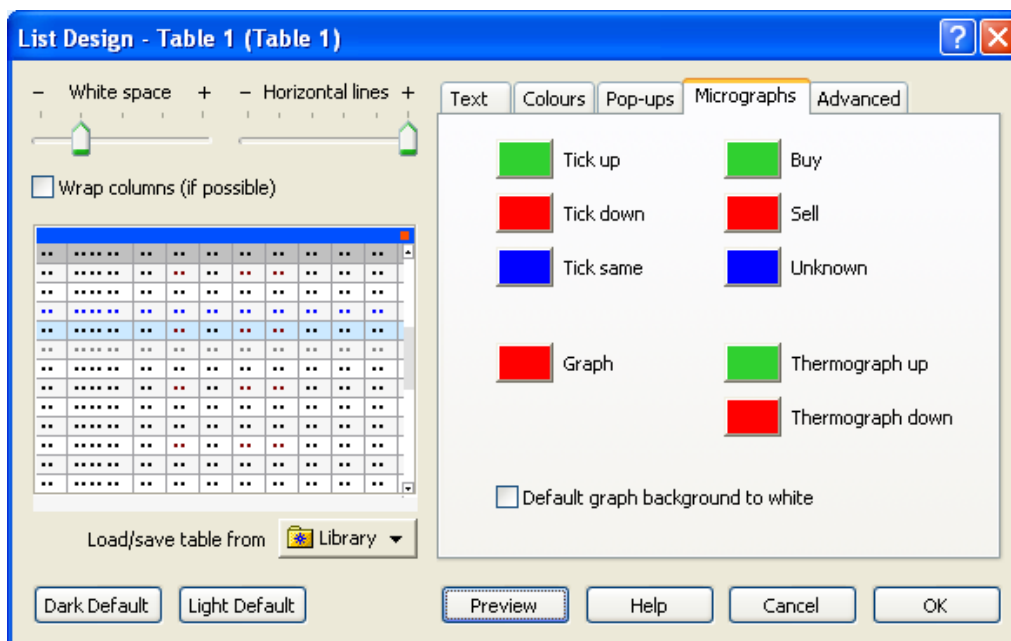 List Design - Table 1 (Table 1)
- White space +
- Horizontal lines +
Wrap columns (if possible)
Load/save table from Library
Dark Default
Light Default
Text
Colours
Pop-ups
Micrographs
Advanced
Tick up
Buy
Tick down
Sell
Tick same
Unknown
Graph
Thermograph up
Thermograph down
Default graph background to white
Preview
Help
Cancel
OK